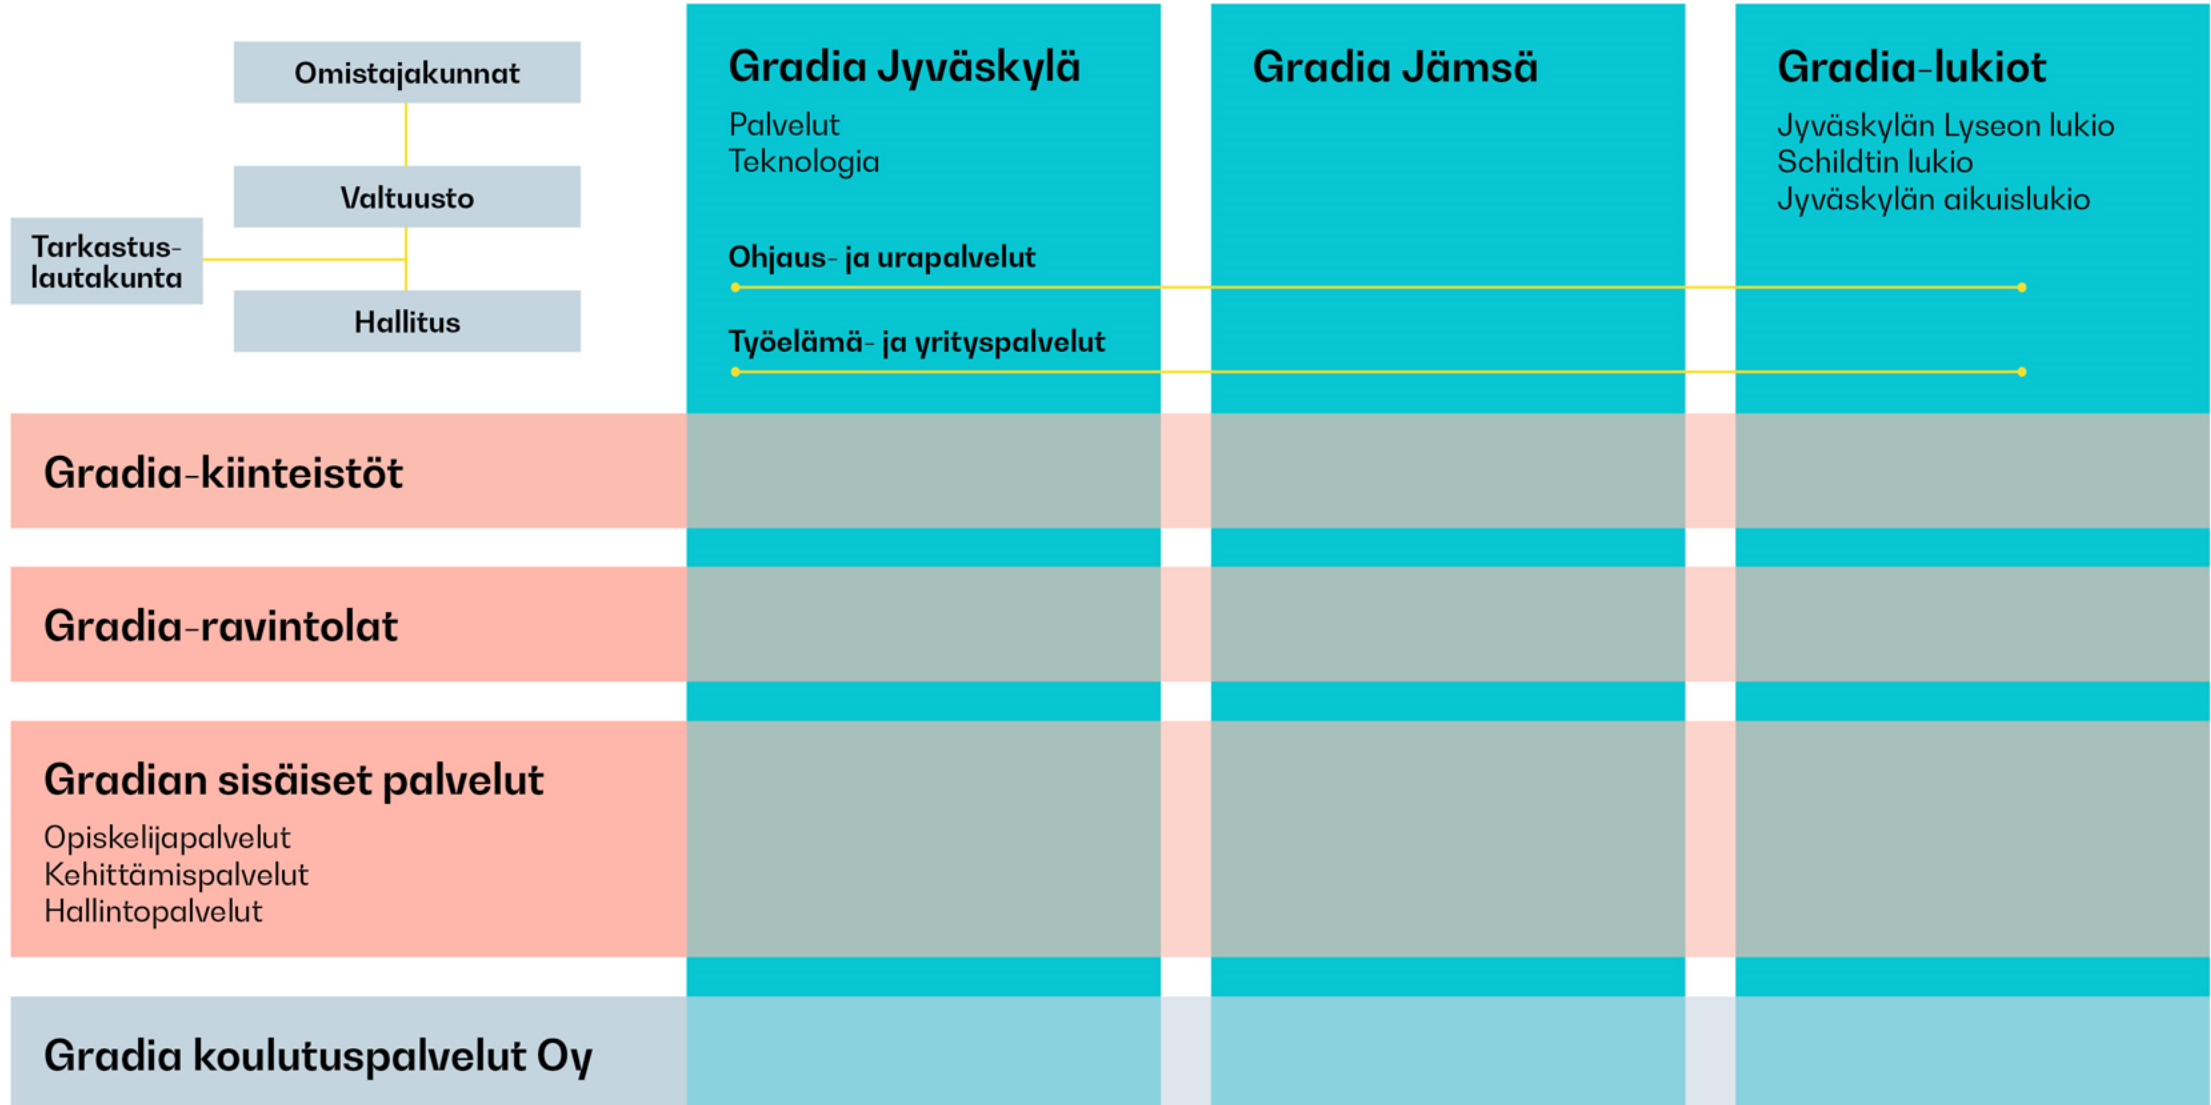 Omistajakunnat
Valtuusto
Tarkastus-
lautakunta
Hallitus
Gradia Jyväskylä
Palvelut
Teknologia
Gradia Jämsä
Gradia-lukiot
Jyväskylän Lyseon lukio
Schildtin lukio
Jyväskylän aikuislukio
Ohjaus- ja urapalvelut
Työelämä- ja yrityspalvelut
Gradia-kiinteistöt
Gradia-ravintolat
Gradian sisäiset palvelut
Opiskelijapalvelut
Kehittämispalvelut
Hallintopalvelut
Gradia koulutuspalvelut Oy